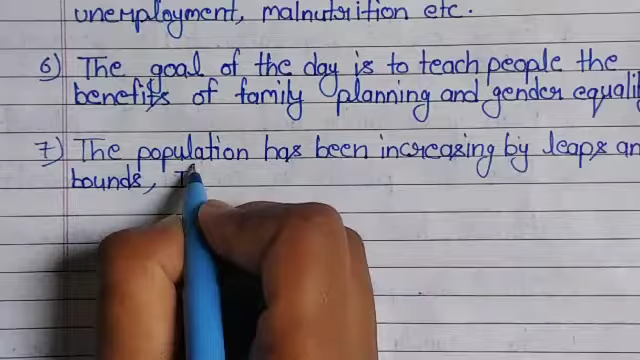 unemployment, malnutrition etc.
6) The goal of the day is to teach people the
benefits of family planning and gender equali
7) The population has been increasing by leaps an
bounds,